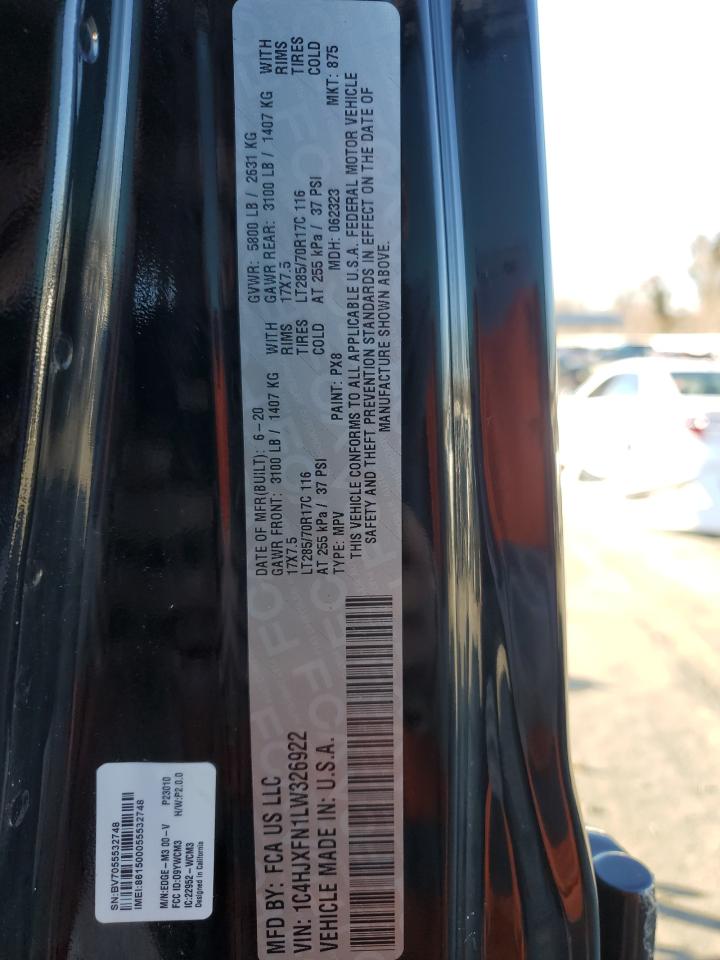 SN:BV7055532748
IMEI:861500055532748
M/N:EDGE-M3 00-V P23010
FCC ID:O9YWCM3 H/W:P2.0.0
IC:22952-WCM3
Designed in California
MFD BY: FCA US LLC
VIN: 1C4HJXFN1LW326922
VEHICLE MADE IN: U.S.A.
DATE OF MFR(BUILT): 6-20 GVWR: 5800 LB / 2631 KG
GAWR FRONT: 3100 LB / 1407 KG WITH GAWR REAR: 3100 LB / 1407 KG WITH
17X7.5 RIMS 17X7.5 RIMS
LT285/70R17C 116 TIRES LT285/70R17C 116 TIRES
AT 255 kPa / 37 PSI COLD AT 255 kPa / 37 PSI COLD
TYPE: MPV PAINT: PX8 MDH: 062323 MKT: 875
THIS VEHICLE CONFORMS TO ALL APPLICABLE U.S.A. FEDERAL MOTOR VEHICLE
SAFETY AND THEFT PREVENTION STANDARDS IN EFFECT ON THE DATE OF
MANUFACTURE SHOWN ABOVE.